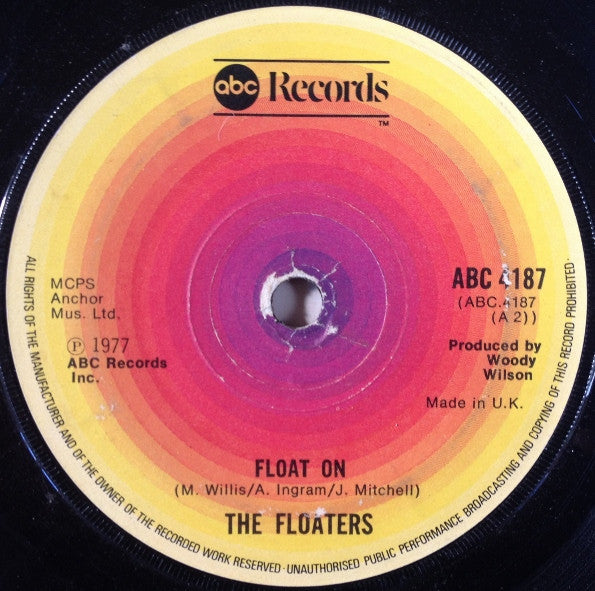 abc Records
TM
MCPS
Anchor
Mus. Ltd.
℗ 1977
ABC Records
Inc.
ABC 4187
(ABC.4187
(A 2))
Produced by
Woody
Wilson
Made in U.K.
FLOAT ON
(M. Willis/A. Ingram/J. Mitchell)
THE FLOATERS
ALL RIGHTS OF THE MANUFACTURER AND OF THE OWNER OF THE RECORDED WORK RESERVED·UNAUTHORISED PUBLIC PERFORMANCE BROADCASTING AND COPYING OF THIS RECORD PROHIBITED·